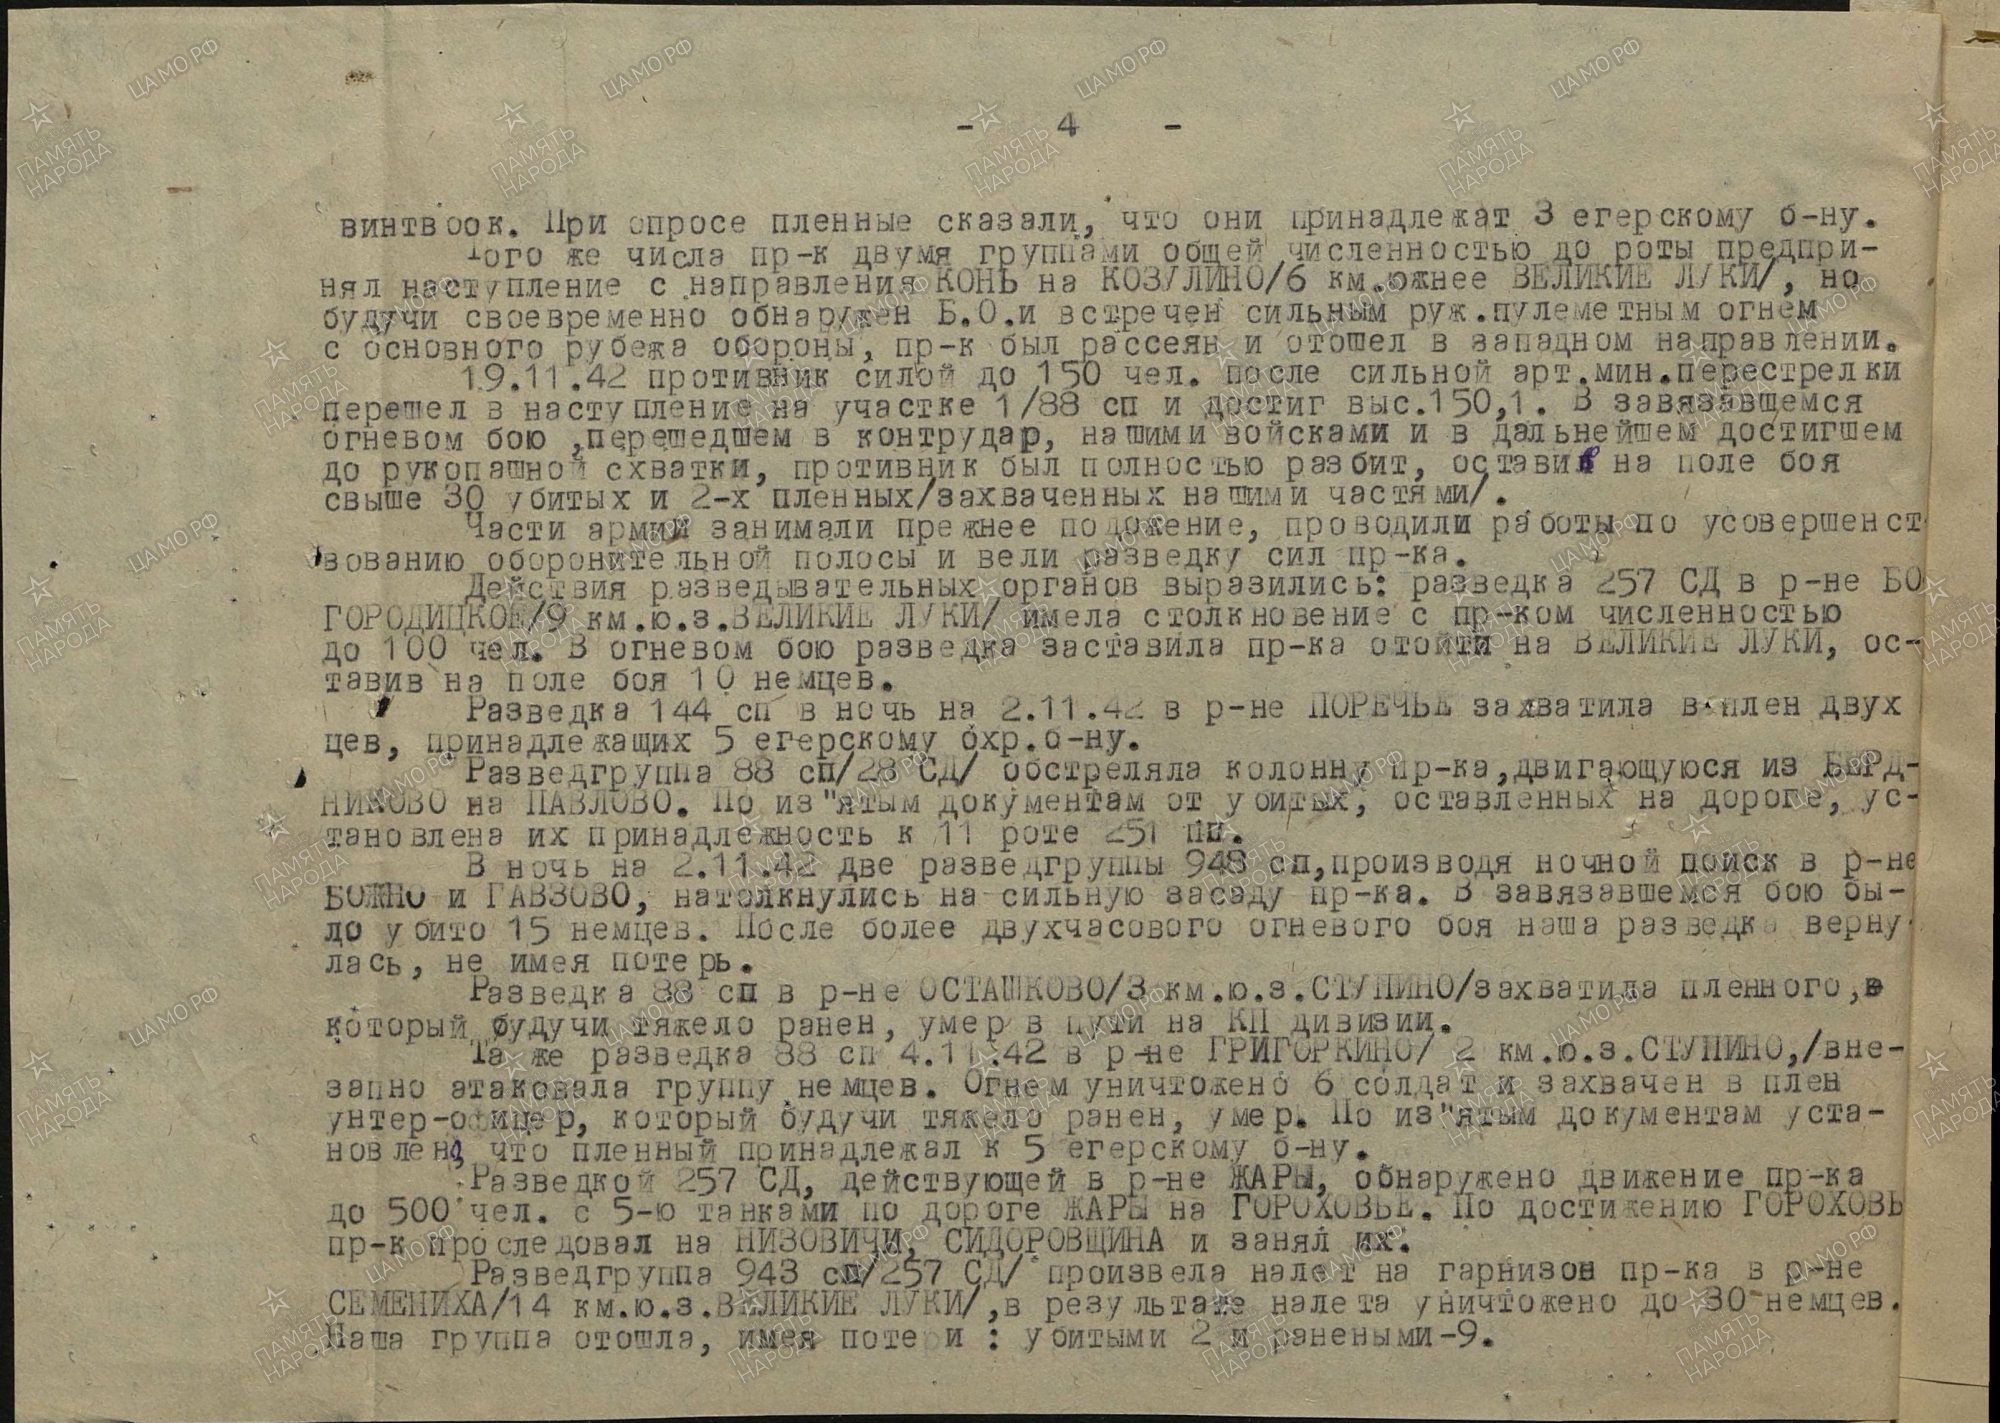 - 4 -
винтвоок. При опросе пленные сказали, что они принадлежат 3 егерскому б-ну.
Того же числа пр-к двумя группами общей численностью до роты предпри-
нял наступление с направления КОНЬ на КОЗУЛИНО/6 км.южнее ВЕЛИКИЕ ЛУКИ/, но
будучи своевременно обнаружен Б.О.и встречен сильным руж.пулеметным огнем
с основного рубежа обороны, пр-к был рассеян и отошел в западном направлении.
19.11.42 противник силой до 150 чел. после сильной арт.мин.перестрелки
перешел в наступление на участке 1/88 сп и достиг выс.150,1. В завязавщемся
огневом бою ,перешедшем в контрудар, нашими войсками и в дальнейшем достигшем
до рукопашной схватки, противник был полностью разбит, оставив на поле боя
свыше 30 убитых и 2-х пленных/захваченных нашими частями/.
Части армии занимали прежнее подожение, проводили работы по усовершенст
вованию оборонительной полосы и вели разведку сил пр-ка.
Действия разведывательных органов выразились: разведка 257 СД в р-не БО
ГОРОДИЦКОЕ/9 км.ю.з.ВЕЛИКИЕ ЛУКИ/ имела столкновение с пр-ком численностью
до 100 чел. В огневом бою разведка заставила пр-ка отойти на ВЕЛИКИЕ ЛУКИ, ос-
тавив на поле боя 10 немцев.
Разведка 144 сп в ночь на 2.11.42 в р-не ПОРЕЧЬЕ захватила в плен двух
цев, принадлежащих 5 егерскому охр.б-ну.
Разведгруппа 88 сп/28 СД/ обстреляла колонну пр-ка,двигающуюся из БЕРД-
НИКОВО на ПАВЛОВО. По из"ятым документам от убитых, оставленных на дороге, ус-
тановлена их принадлежность к 11 роте 251 пп.
В ночь на 2.11.42 две разведгруппы 948 сп,производя ночной поиск в р-не
БОЖНО и ГАВЗОВО, натолкнулись на сильную засаду пр-ка. В завязавшемся бою бы-
ло убито 15 немцев. После более двухчасового огневого боя наша разведка верну
лась, не имея потерь.
Разведка 88 сп в р-не ОСТАШКОВО/3 км.ю.з.СТУПИНО/захватила пленного,в
который будучи тяжело ранен, умер в пути на КП дивизии.
Та же разведка 88 сп 4.11.42 в р-не ГРИГОРКИНО/ 2 км.ю.з.СТУПИНО,/вне-
запно атаковала группу немцев. Огнем уничтожено 6 солдат и захвачен в плен
унтер-офицер, который будучи тяжело ранен, умер. По из"ятым документам уста-
новлено, что пленный принадлежал к 5 егерскому б-ну.
Разведкой 257 СД, действующей в р-не ЖАРЫ, обнаружено движение пр-ка
до 500 чел. с 5-ю танками по дороге ЖАРЫ на ГОРОХОВЬЕ. По достижению ГОРОХОВЬ
пр-к проследовал на НИЗОВИЧИ, СИДОРОВЩИНА и занял их.
Разведгруппа 943 сп/257 СД/ произвела налет на гарнизон пр-ка в р-не
СЕМЕНИХА/14 км.ю.з.ВЕЛИКИЕ ЛУКИ/,в результате налета уничтожено до 30 немцев.
Наша группа отошла, имея потери : убитыми 2 и ранеными-9.